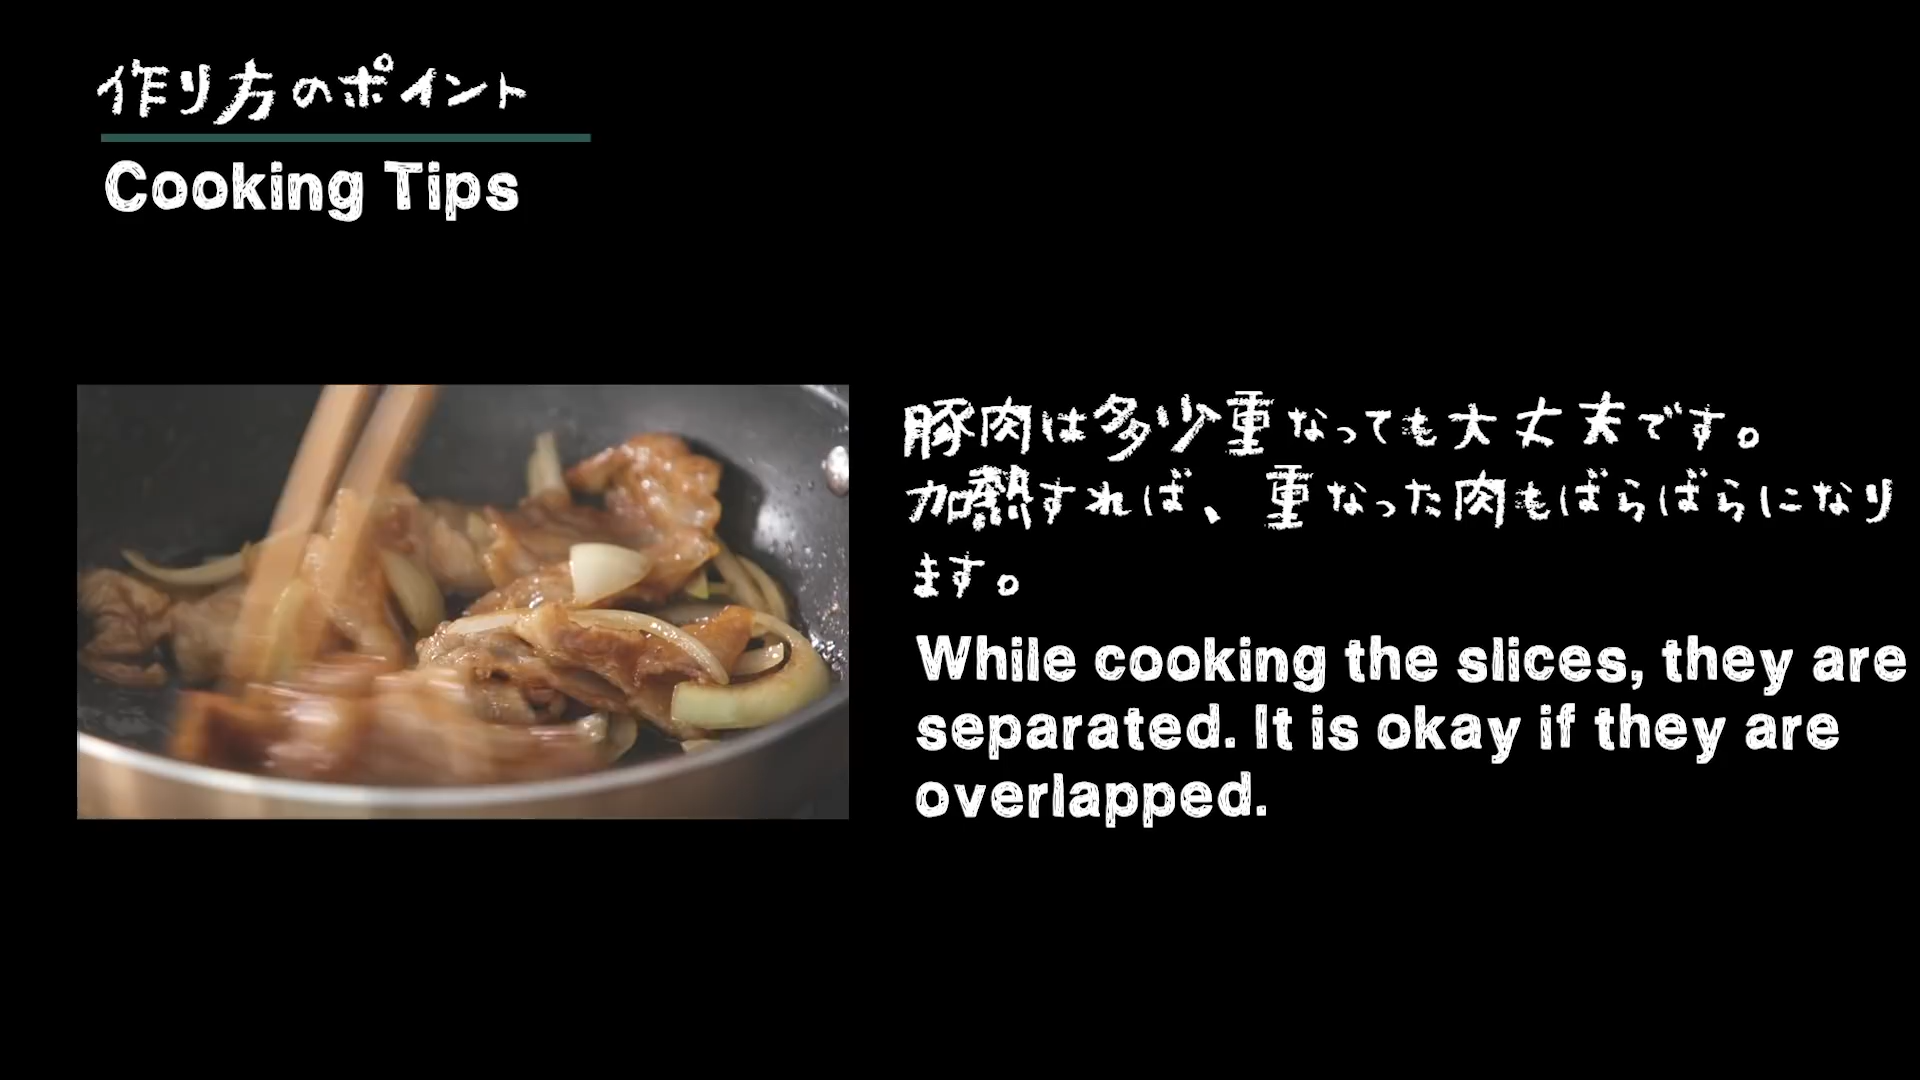 作り方のポイント
Cooking Tips
豚肉は多少重なっても大丈夫です。
加熱すれば、重なった肉もばらばらになり
ます。
While cooking the slices, they are
separated. It is okay if they are
overlapped.